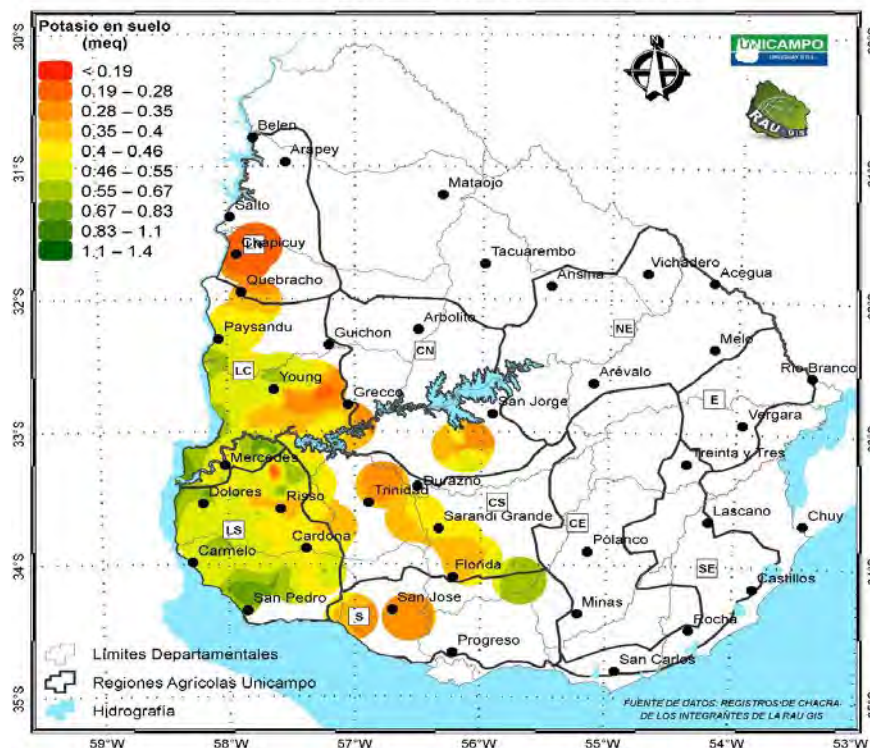 Potasio en suelo
(meq)
< 0.19
0.19 – 0.28
0.28 – 0.35
0.35 – 0.4
0.4 – 0.46
0.46 – 0.55
0.55 – 0.67
0.67 – 0.83
0.83 – 1.1
1.1 – 1.4
N
UNICAMPO
URUGUAY S.R.L.
RAU GIS
30°S
31°S
32°S
33°S
34°S
35°S
Belen
Arapey
Mataojo
Salto
LN
Chapicuy
Tacuarembo
Vichadero
Ansina
Acegua
Quebracho
Paysandu
Guichon
Arbolito
CN
NE
Melo
LC
Young
Grecco
Arévalo
Rio Branco
E
San Jorge
Vergara
Mercedes
Treinta y Tres
Dolores
Risso
Trinidad
Durazno
CS
Sarandi Grande
CE
Lascano
Chuy
LS
Cardona
Polanco
SE
Carmelo
Florida
Castillos
San Pedro
S
San Jose
Minas
Rocha
Progreso
San Carlos
Límites Departamentales
Regiones Agrícolas Unicampo
Hidrografía
FUENTE DE DATOS: REGISTROS DE CHACRA
DE LOS INTEGRANTES DE LA RAU GIS
59°W
58°W
57°W
56°W
55°W
54°W
53°W